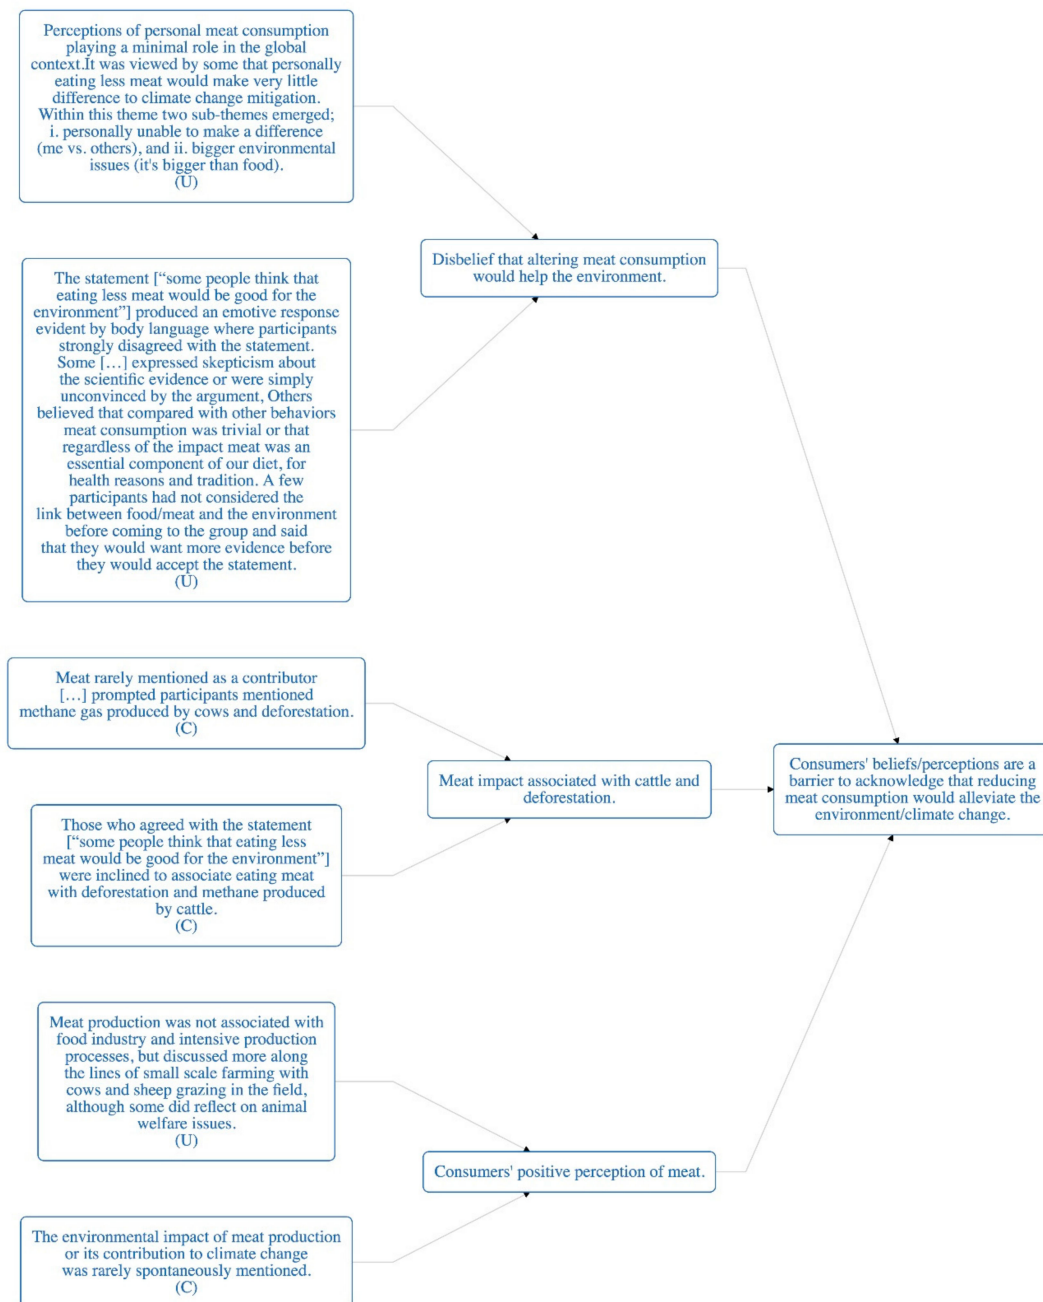 Perceptions of personal meat consumption
playing a minimal role in the global
context.It was viewed by some that personally
eating less meat would make very little
difference to climate change mitigation.
Within this theme two sub-themes emerged;
i. personally unable to make a difference
(me vs. others), and ii. bigger environmental
issues (it's bigger than food).
(U)
Disbelief that altering meat consumption
would help the environment.
The statement [“some people think that
eating less meat would be good for the
environment”] produced an emotive response
evident by body language where participants
strongly disagreed with the statement.
Some […] expressed skepticism about
the scientific evidence or were simply
unconvinced by the argument, Others
believed that compared with other behaviors
meat consumption was trivial or that
regardless of the impact meat was an
essential component of our diet, for
health reasons and tradition. A few
participants had not considered the
link between food/meat and the environment
before coming to the group and said
that they would want more evidence before
they would accept the statement.
(U)
Meat rarely mentioned as a contributor
[…] prompted participants mentioned
methane gas produced by cows and deforestation.
(C)
Meat impact associated with cattle and
deforestation.
Consumers' beliefs/perceptions are a
barrier to acknowledge that reducing
meat consumption would alleviate the
environment/climate change.
Those who agreed with the statement
[“some people think that eating less
meat would be good for the environment”]
were inclined to associate eating meat
with deforestation and methane produced
by cattle.
(C)
Meat production was not associated with
food industry and intensive production
processes, but discussed more along
the lines of small scale farming with
cows and sheep grazing in the field,
although some did reflect on animal
welfare issues.
(U)
Consumers' positive perception of meat.
The environmental impact of meat production
or its contribution to climate change
was rarely spontaneously mentioned.
(C)